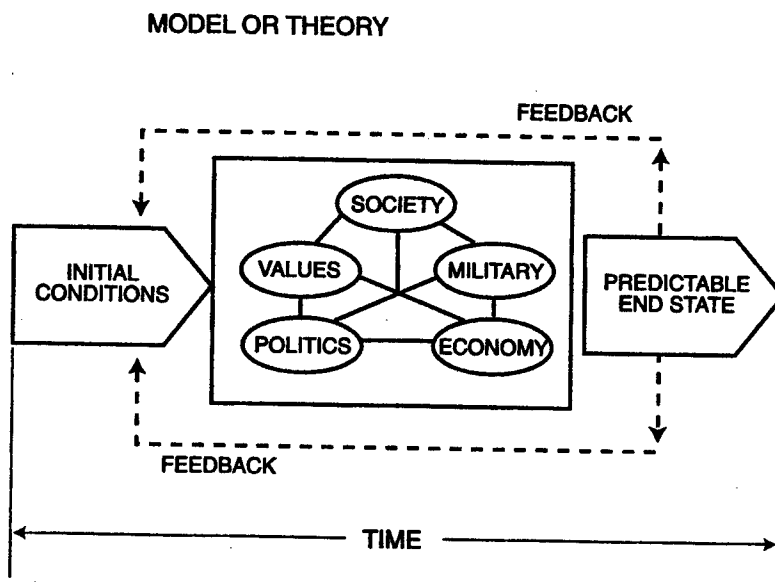 MODEL OR THEORY
FEEDBACK
SOCIETY
VALUES
MILITARY
INITIAL
CONDITIONS
PREDICTABLE
END STATE
POLITICS
ECONOMY
FEEDBACK
TIME